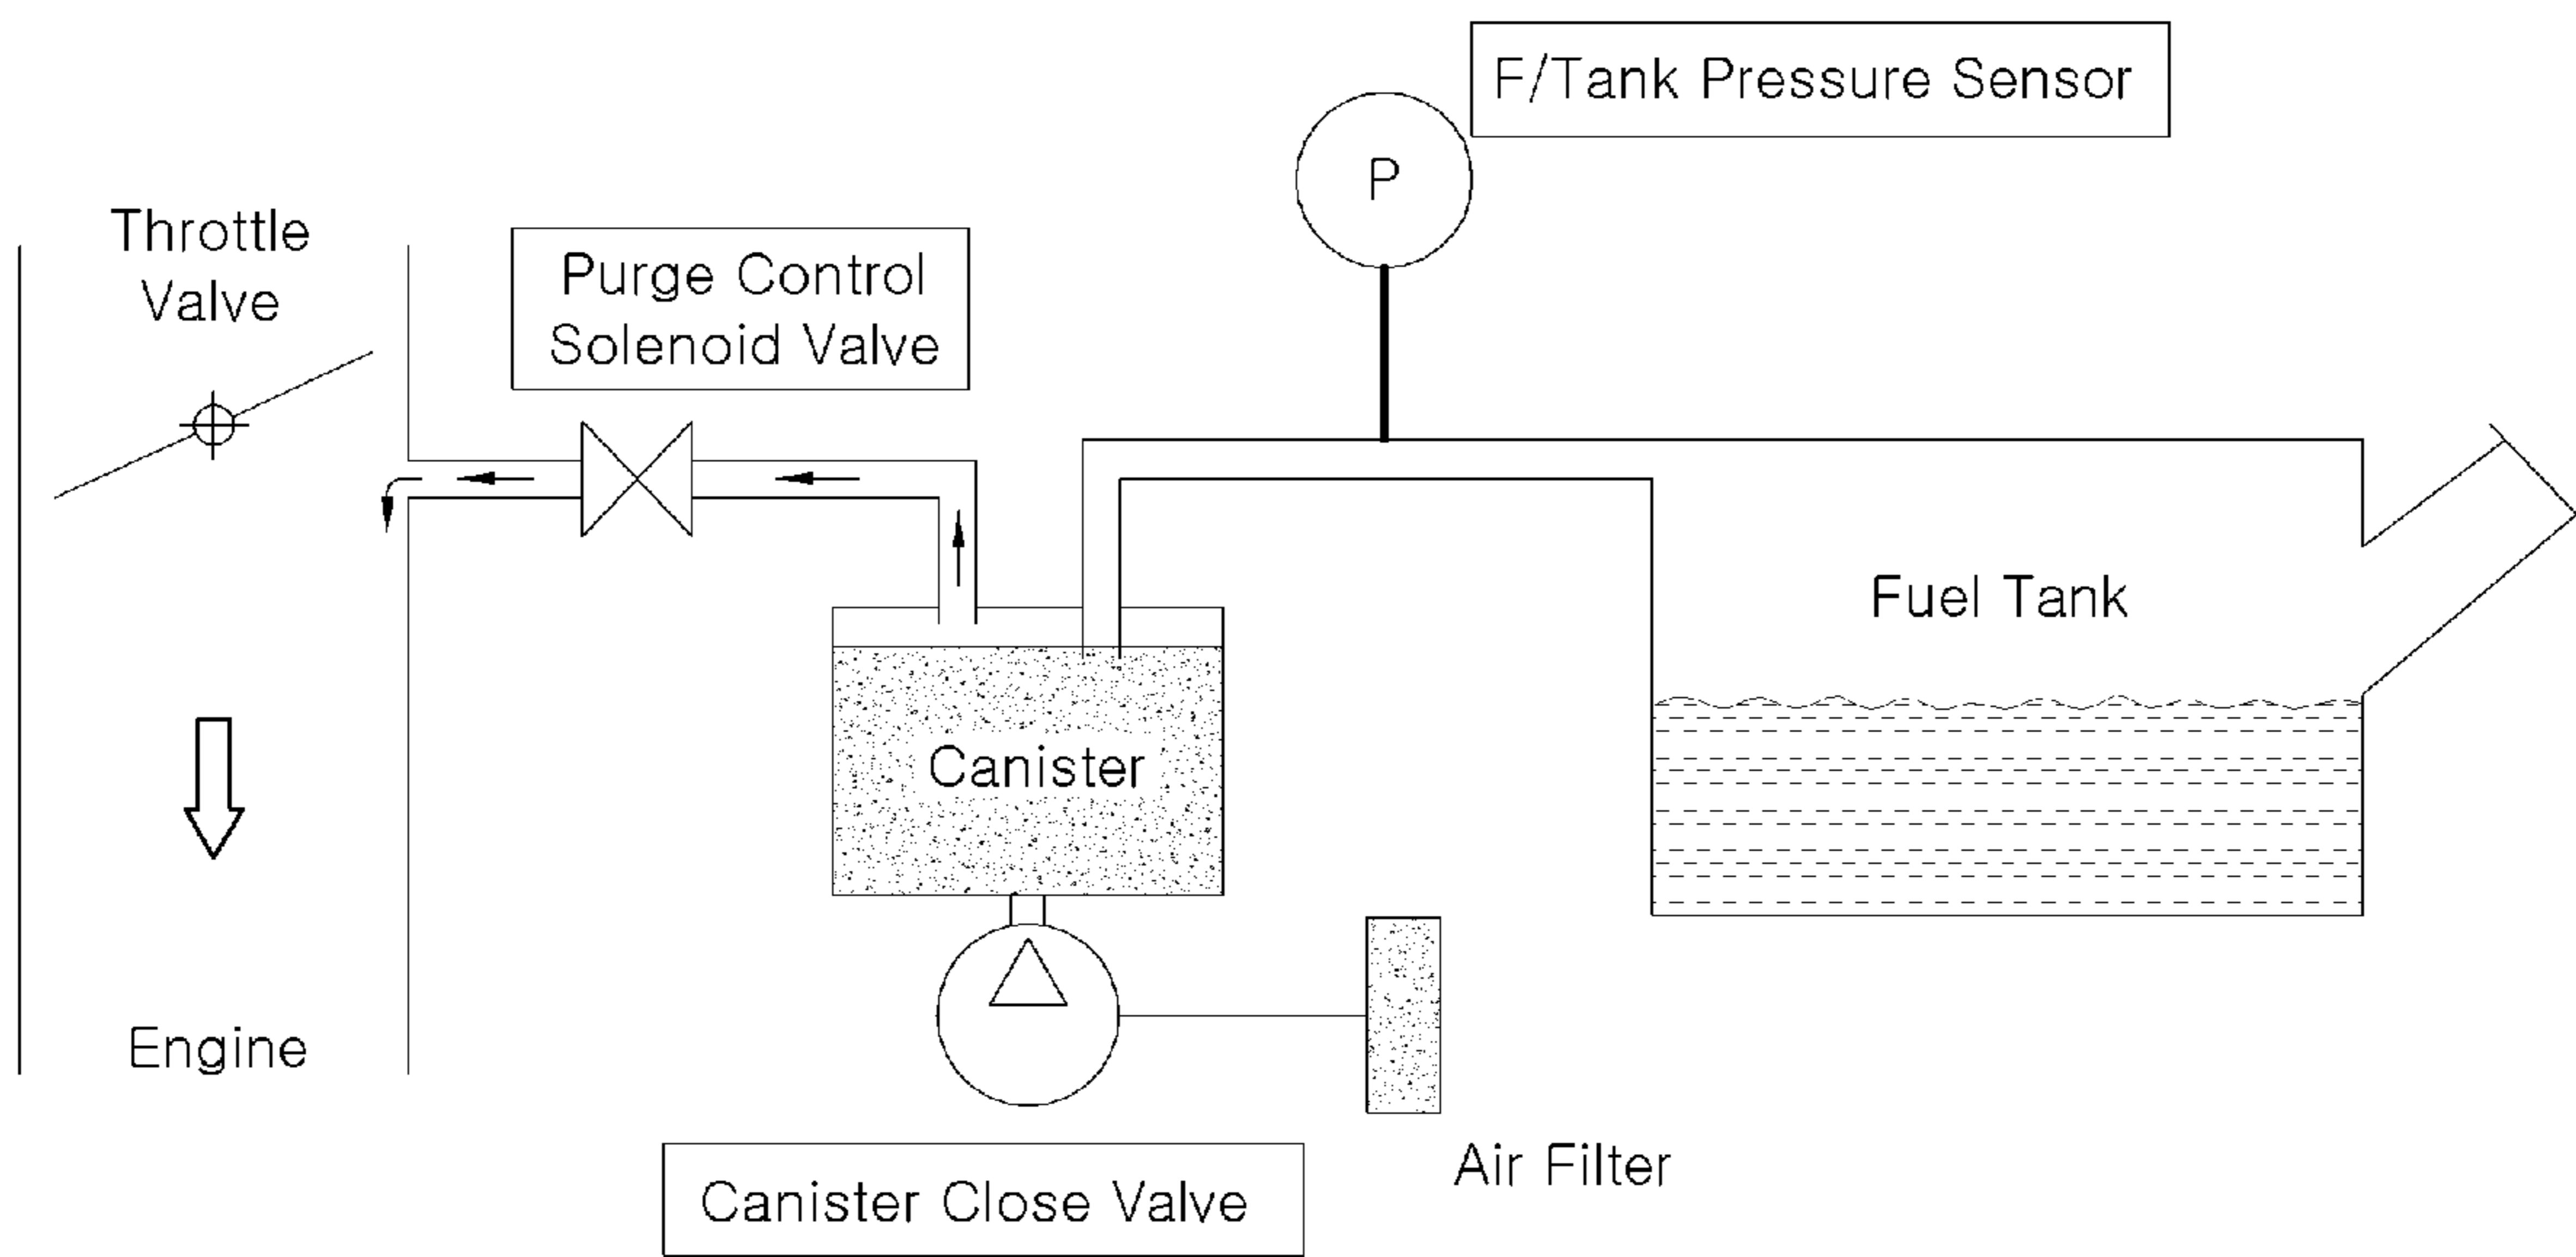 F/Tank Pressure Sensor
P
Throttle
Valve
Purge Control
Solenoid Valve
Fuel Tank
Canister
Engine
Air Filter
Canister Close Valve